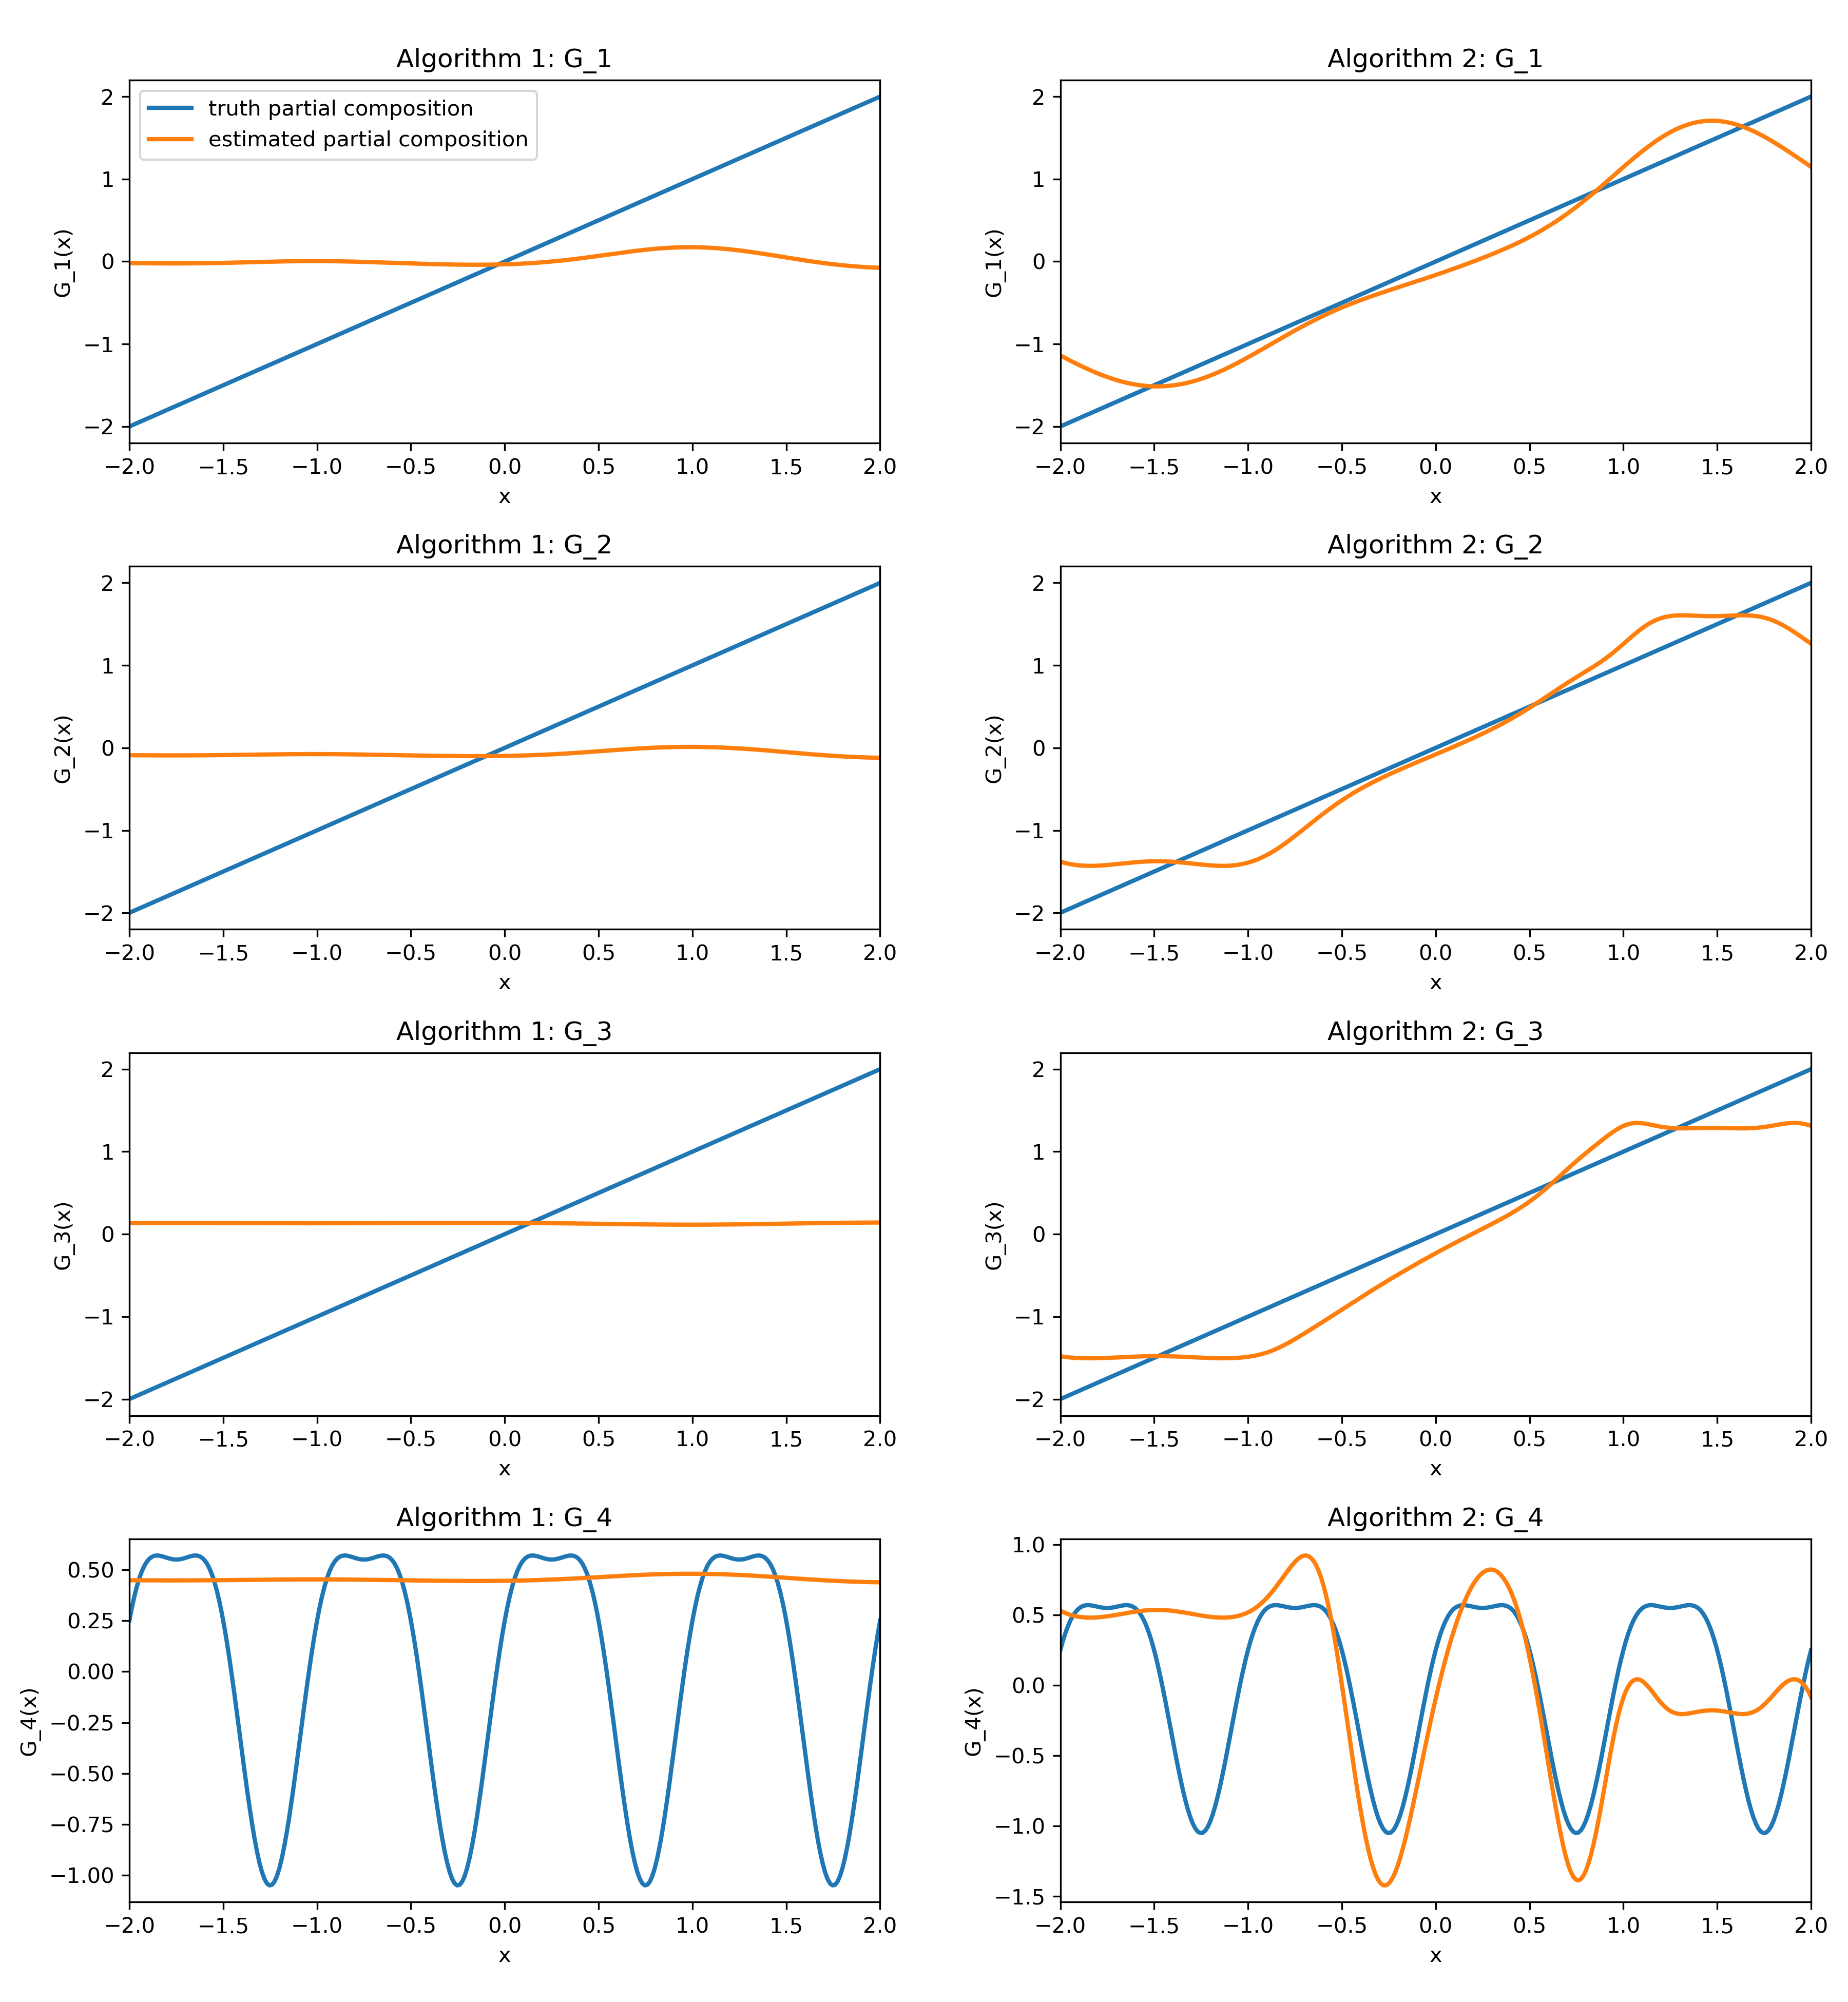 Algorithm 1: G_1
truth partial composition
estimated partial composition
G_1(x)
2
1
0
−1
−2
−2.0 −1.5 −1.0 −0.5 0.0 0.5 1.0 1.5 2.0
x
Algorithm 2: G_1
G_1(x)
2
1
0
−1
−2
−2.0 −1.5 −1.0 −0.5 0.0 0.5 1.0 1.5 2.0
x
Algorithm 1: G_2
G_2(x)
2
1
0
−1
−2
−2.0 −1.5 −1.0 −0.5 0.0 0.5 1.0 1.5 2.0
x
Algorithm 2: G_2
G_2(x)
2
1
0
−1
−2
−2.0 −1.5 −1.0 −0.5 0.0 0.5 1.0 1.5 2.0
x
Algorithm 1: G_3
G_3(x)
2
1
0
−1
−2
−2.0 −1.5 −1.0 −0.5 0.0 0.5 1.0 1.5 2.0
x
Algorithm 2: G_3
G_3(x)
2
1
0
−1
−2
−2.0 −1.5 −1.0 −0.5 0.0 0.5 1.0 1.5 2.0
x
Algorithm 1: G_4
G_4(x)
0.50
0.25
0.00
−0.25
−0.50
−0.75
−1.00
−2.0 −1.5 −1.0 −0.5 0.0 0.5 1.0 1.5 2.0
x
Algorithm 2: G_4
G_4(x)
1.0
0.5
0.0
−0.5
−1.0
−1.5
−2.0 −1.5 −1.0 −0.5 0.0 0.5 1.0 1.5 2.0
x